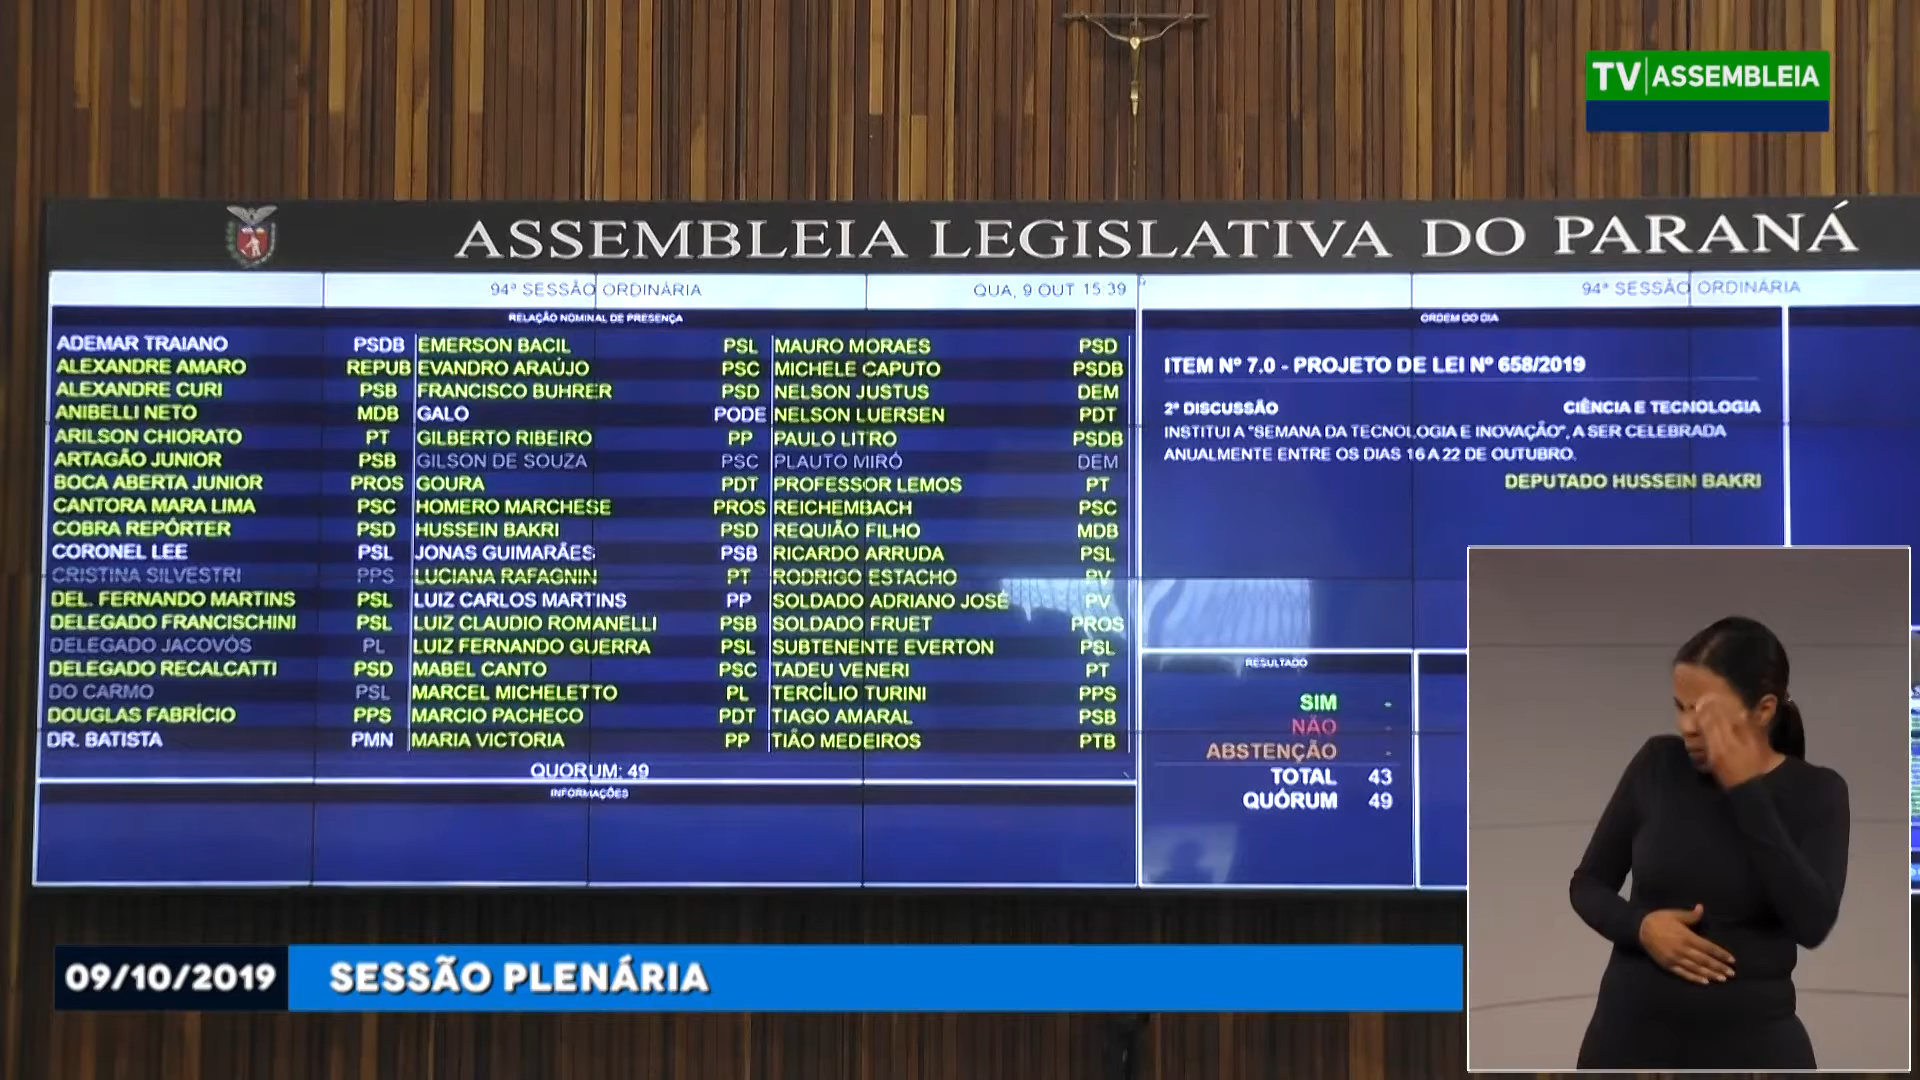 TV ASSEMBLEIA
ASSEMBLEIA LEGISLATIVA DO PARANÁ
94ª SESSÃO ORDINÁRIA QUA, 9 OUT 15:39
RELAÇÃO NOMINAL DE PRESENÇA
ADEMAR TRAIANO PSDB
ALEXANDRE AMARO REPUB
ALEXANDRE CURI PSB
ANIBELLI NETO MDB
ARILSON CHIORATO PT
ARTAGÃO JUNIOR PSB
BOCA ABERTA JUNIOR PROS
CANTORA MARA LIMA PSC
COBRA REPÓRTER PSD
CORONEL LEE PSL
CRISTINA SILVESTRI PPS
DEL. FERNANDO MARTINS PSL
DELEGADO FRANCISCHINI PSL
DELEGADO JACOVÓS PL
DELEGADO RECALCATTI PSD
DO CARMO PSL
DOUGLAS FABRÍCIO PPS
DR. BATISTA PMN
EMERSON BACIL PSL
EVANDRO ARAÚJO PSC
FRANCISCO BUHRER PSD
GALO PODE
GILBERTO RIBEIRO PP
GILSON DE SOUZA PSC
GOURA PDT
HOMERO MARCHESE PROS
HUSSEIN BAKRI PSD
JONAS GUIMARÃES PSB
LUCIANA RAFAGNIN PT
LUIZ CARLOS MARTINS PP
LUIZ CLAUDIO ROMANELLI PSB
LUIZ FERNANDO GUERRA PSL
MABEL CANTO PSC
MARCEL MICHELETTO PL
MARCIO PACHECO PDT
MARIA VICTORIA PP
MAURO MORAES PSD
MICHELE CAPUTO PSDB
NELSON JUSTUS DEM
NELSON LUERSEN PDT
PAULO LITRO PSDB
PLAUTO MIRÓ DEM
PROFESSOR LEMOS PT
REICHEMBACH PSC
REQUIÃO FILHO MDB
RICARDO ARRUDA PSL
RODRIGO ESTACHO PV
SOLDADO ADRIANO JOSÉ PV
SOLDADO FRUET PROS
SUBTENENTE EVERTON PSL
TADEU VENERI PT
TERCÍLIO TURINI PPS
TIAGO AMARAL PSB
TIÃO MEDEIROS PTB
QUORUM: 49
INFORMAÇÕES
94ª SESSÃO ORDINÁRIA
ORDEM DO DIA
ITEM Nº 7.0 - PROJETO DE LEI Nº 658/2019
2ª DISCUSSÃO CIÊNCIA E TECNOLOGIA
INSTITUI A "SEMANA DA TECNOLOGIA E INOVAÇÃO", A SER CELEBRADA
ANUALMENTE ENTRE OS DIAS 16 A 22 DE OUTUBRO.
DEPUTADO HUSSEIN BAKRI
RESULTADO
SIM -
NÃO -
ABSTENÇÃO -
TOTAL 43
QUÓRUM 49
09/10/2019 SESSÃO PLENÁRIA